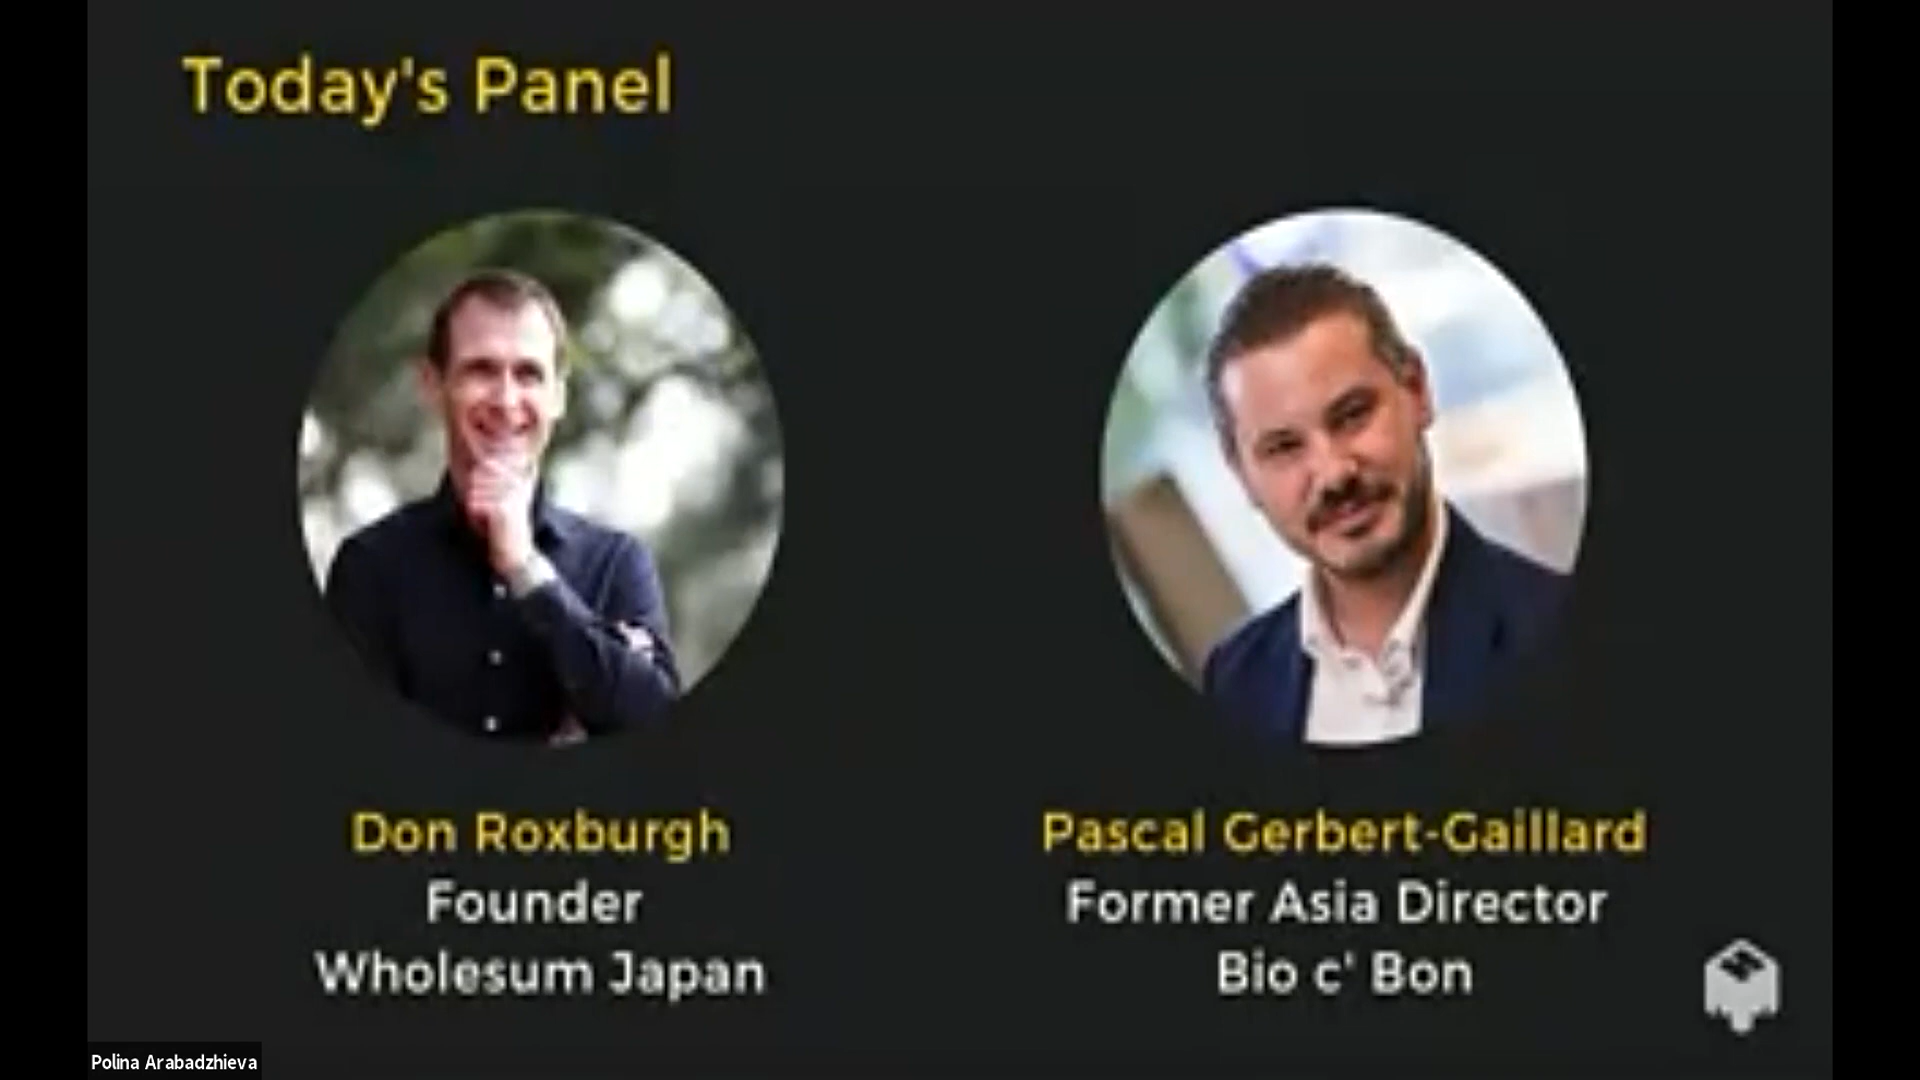 Today's Panel
Don Roxburgh
Founder
Wholesum Japan
Pascal Gerbert-Gaillard
Former Asia Director
Bio c' Bon
Polina Arabadzhieva